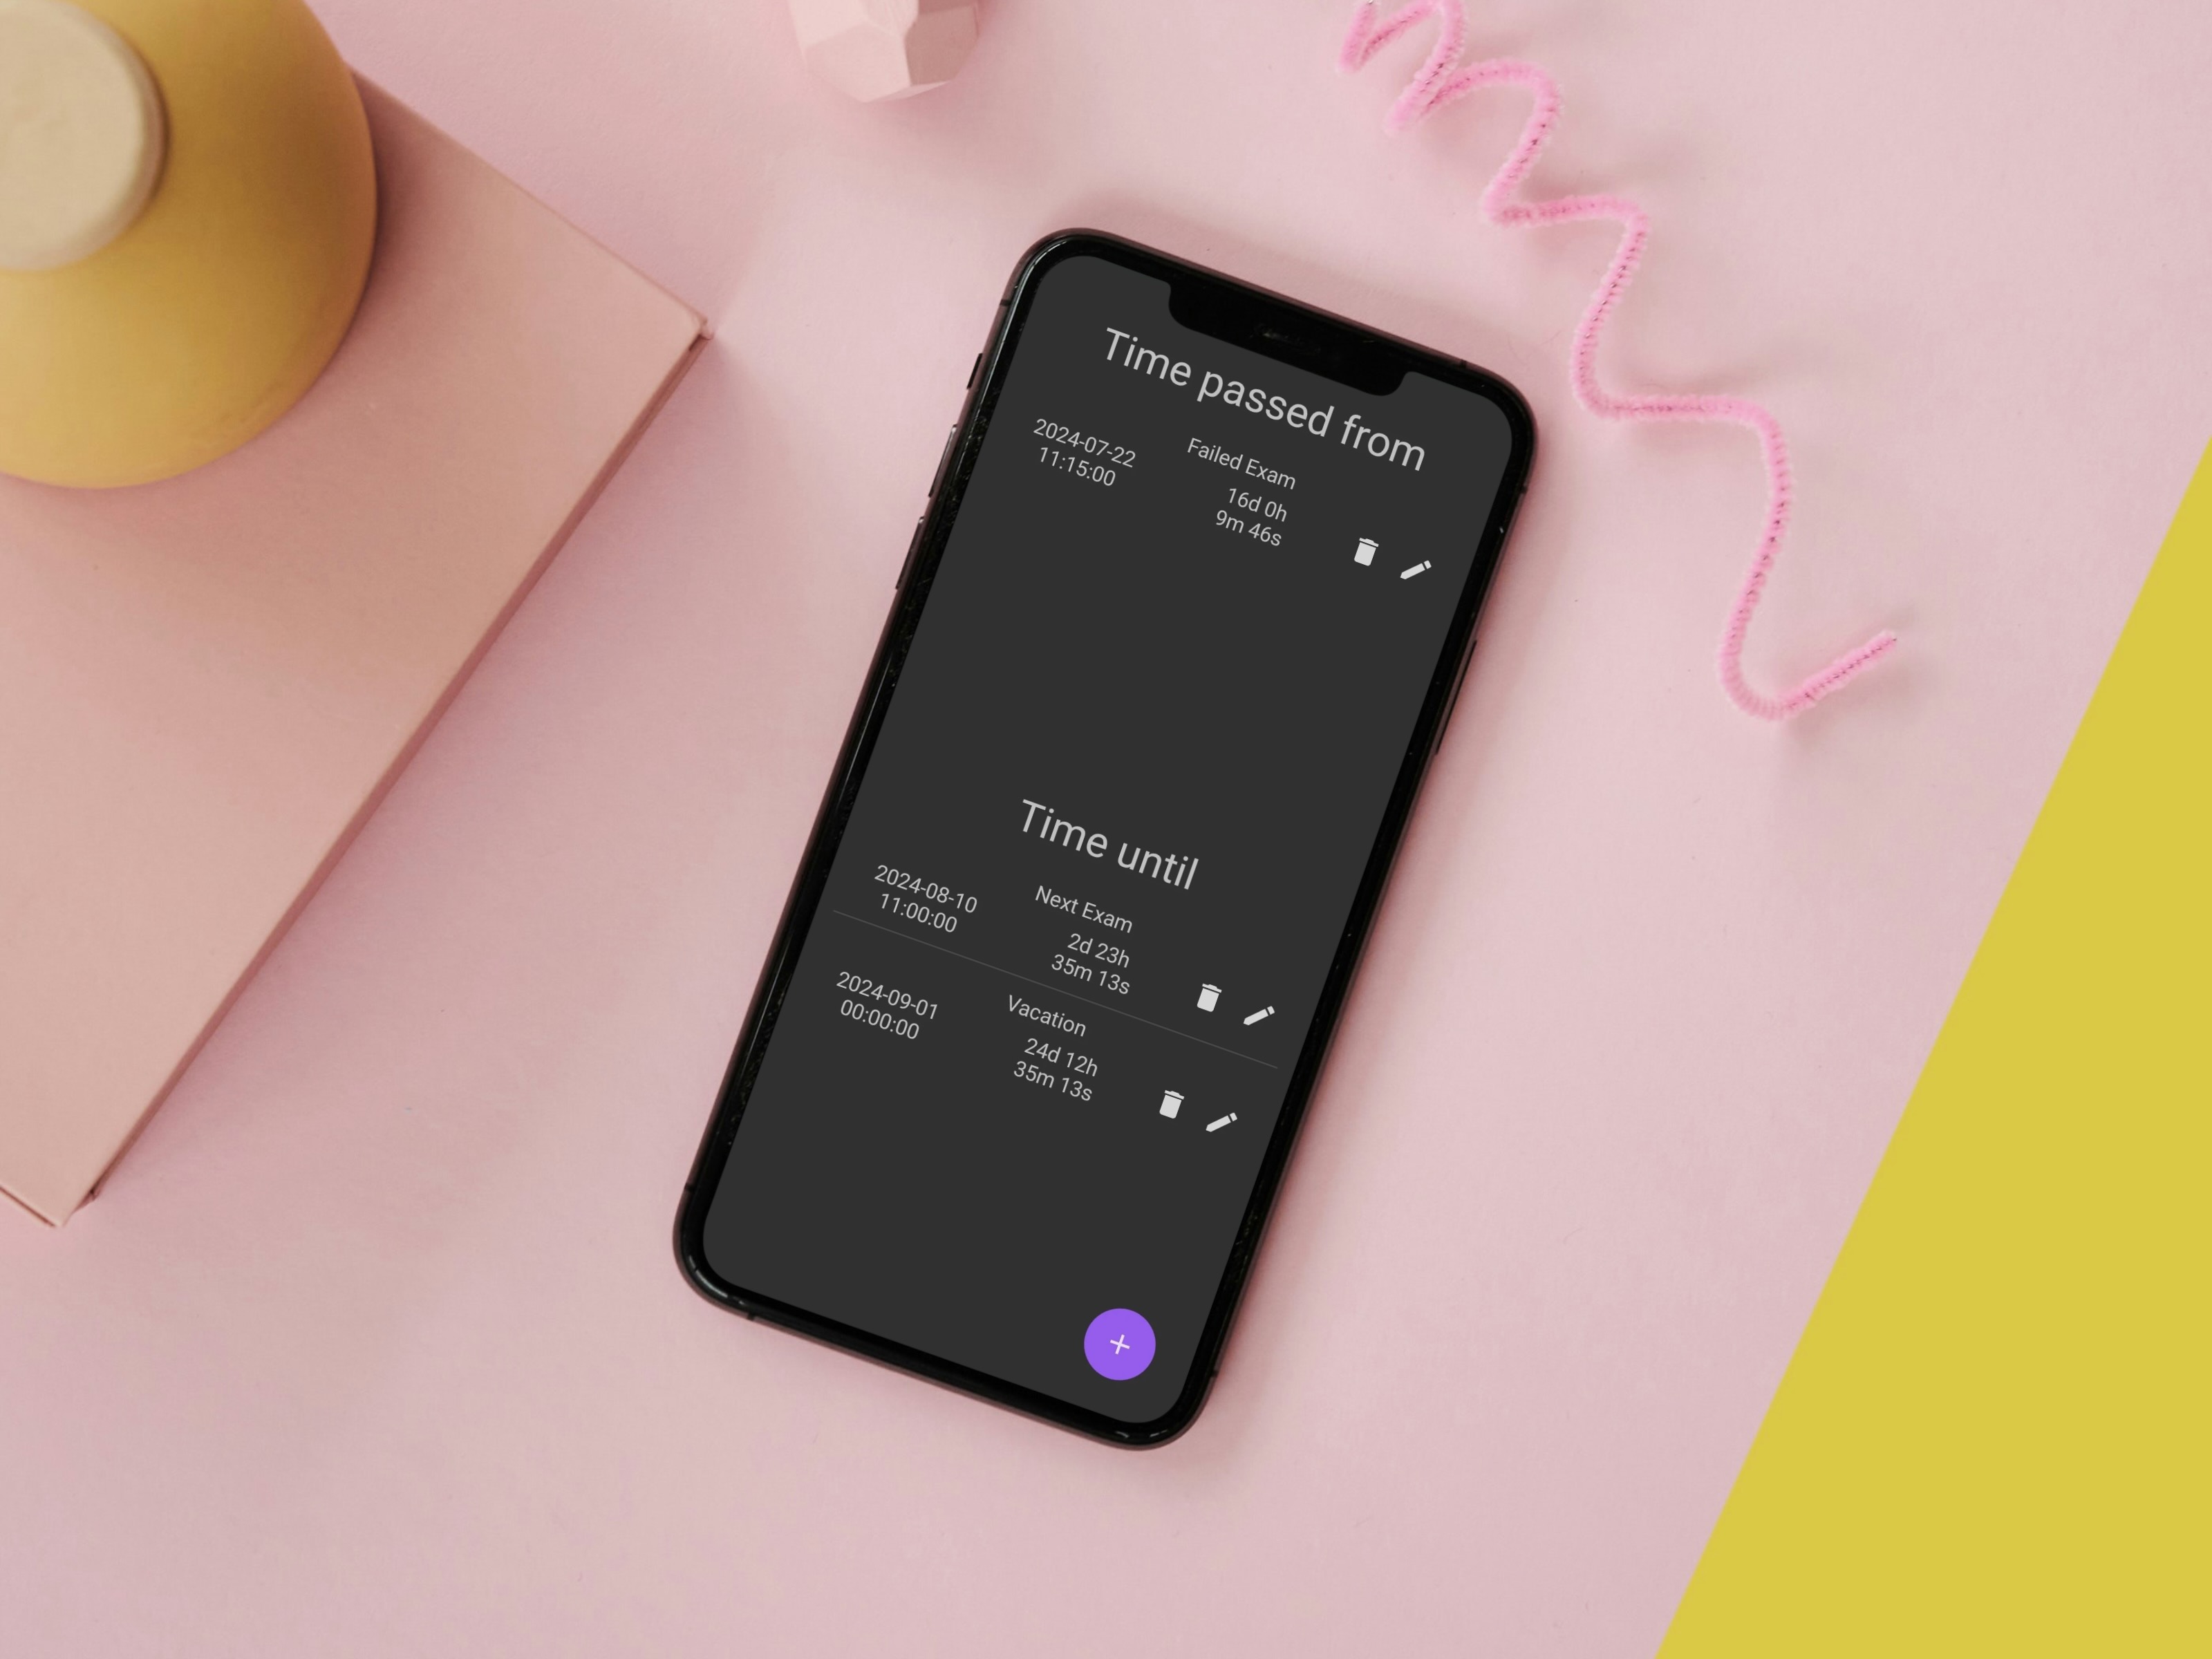 Time passed from
2024-07-22
11:15:00
Failed Exam
16d 0h
9m 46s
Time until
2024-08-10
11:00:00
Next Exam
2d 23h
35m 13s
2024-09-01
00:00:00
Vacation
24d 12h
35m 13s
+